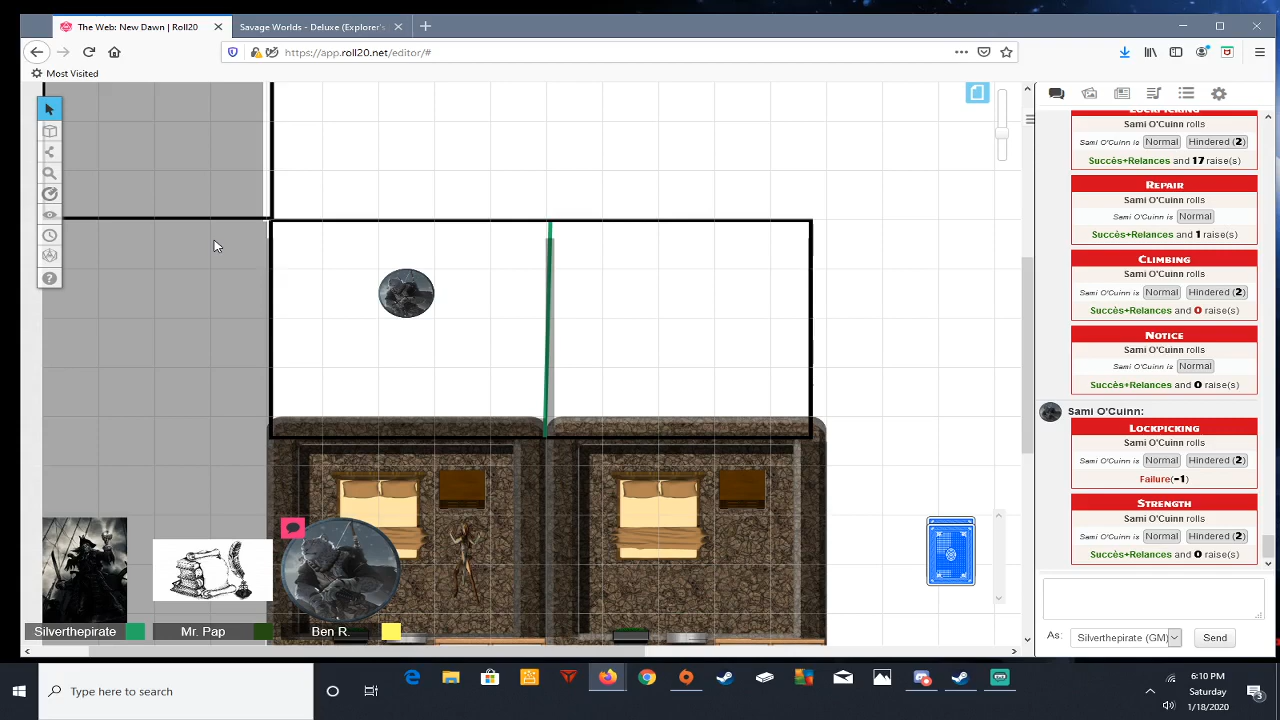 The Web: New Dawn | Roll20
Savage Worlds - Deluxe (Explorer's
https://app.roll20.net/editor/#
Most Visited
Sami O'Cuinn rolls
Sami O'Cuinn is Normal Hindered (2)
Succès+Relances and 17 raise(s)
REPAIR
Sami O'Cuinn rolls
Sami O'Cuinn is Normal
Succès+Relances and 1 raise(s)
CLIMBING
Sami O'Cuinn rolls
Sami O'Cuinn is Normal Hindered (2)
Succès+Relances and 0 raise(s)
NOTICE
Sami O'Cuinn rolls
Sami O'Cuinn is Normal
Succès+Relances and 0 raise(s)
Sami O'Cuinn:
LOCKPICKING
Sami O'Cuinn rolls
Sami O'Cuinn is Normal Hindered (2)
Failure(-1)
STRENGTH
Sami O'Cuinn rolls
Sami O'Cuinn is Normal Hindered (2)
Succès+Relances and 0 raise(s)
As: Silverthepirate (GM) Send
Silverthepirate Mr. Pap Ben R.
Type here to search
6:10 PM
Saturday
1/18/2020
3